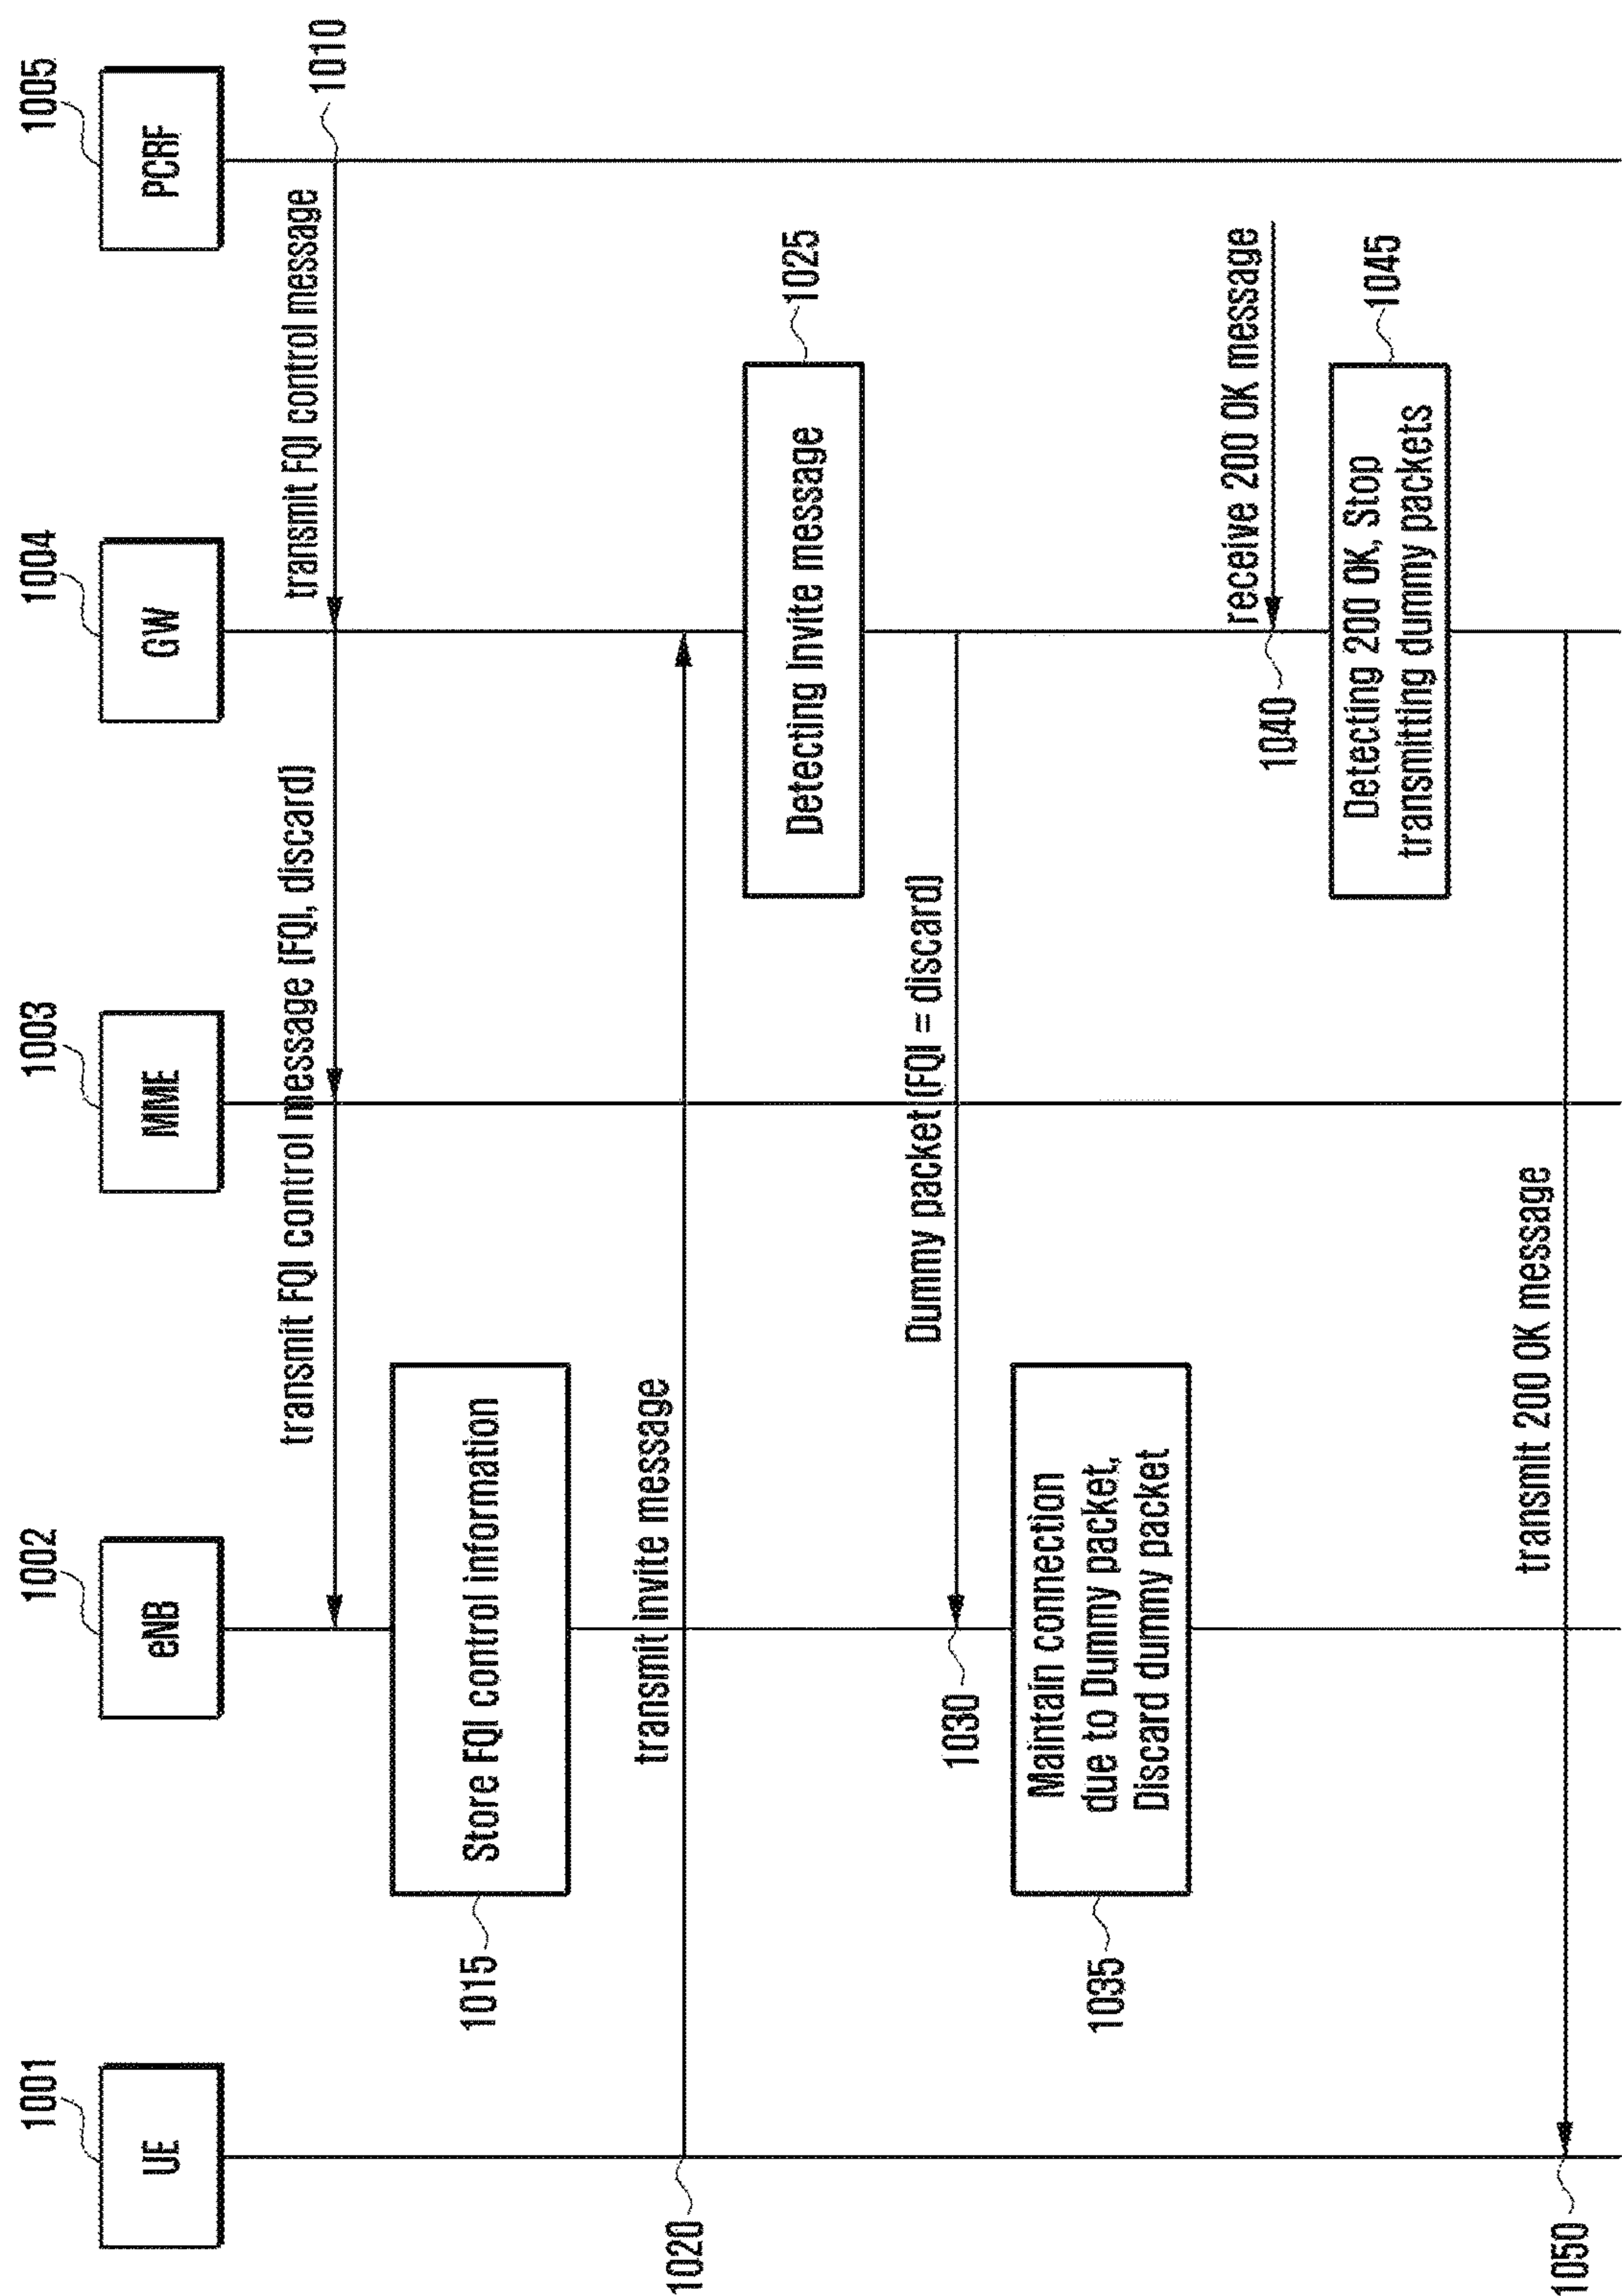 1001
1002
1003
1004
1005
UE
eNB
MME
GW
PCRF
transmit FQI control message (FQI, discard)
transmit FQI control message
1010
1015
Store FQI control information
transmit invite message
1020
Detecting Invite message
1025
Dummy packet (FQI = discard)
1030
1035
Maintain connection
due to Dummy packet,
Discard dummy packet
receive 200 OK message
1040
Detecting 200 OK, Stop
transmitting dummy packets
1045
transmit 200 OK message
1050